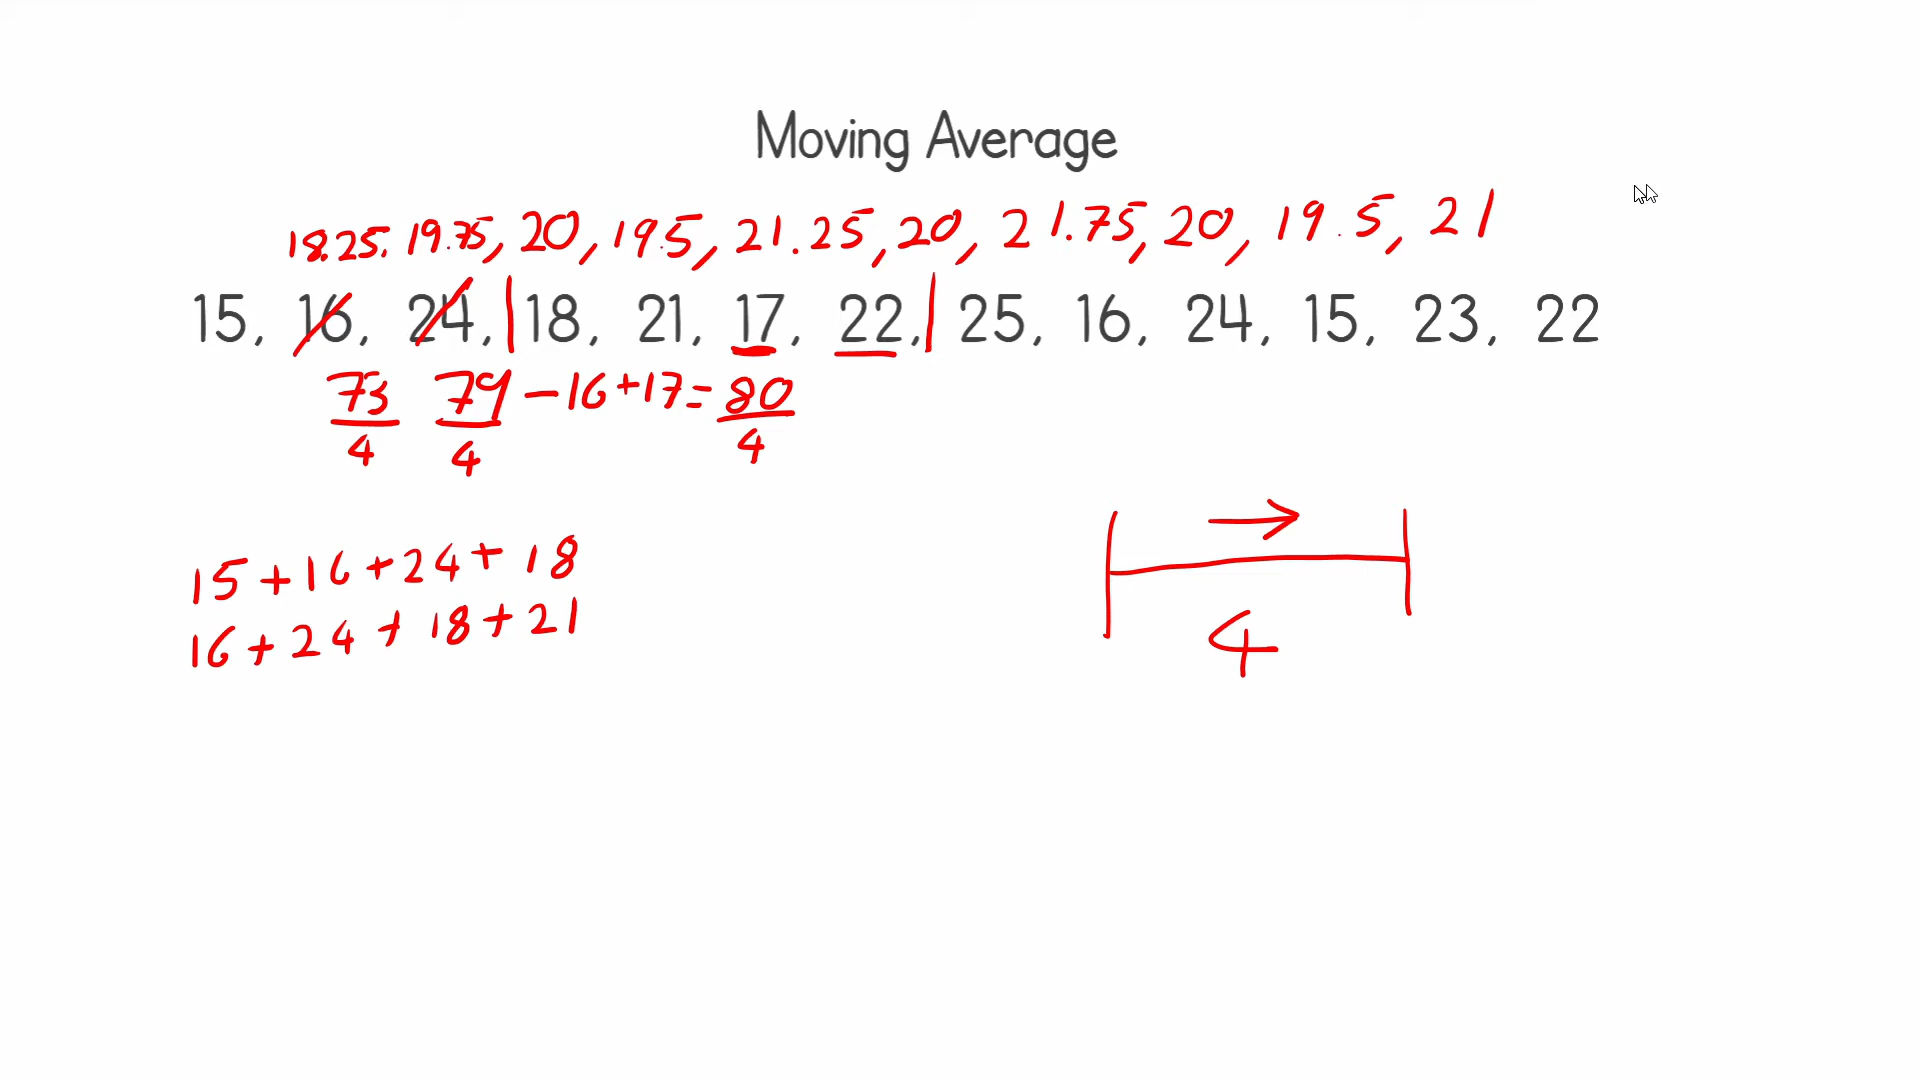 Moving Average
18.25, 19.75, 20, 19.5, 21.25, 20, 21.75, 20, 19.5, 21
15, 16, 24, 18, 21, 17, 22, 25, 16, 24, 15, 23, 22
73 79 - 16 + 17 = 80
4 4 4
15 + 16 + 24 + 18
16 + 24 + 18 + 21
4